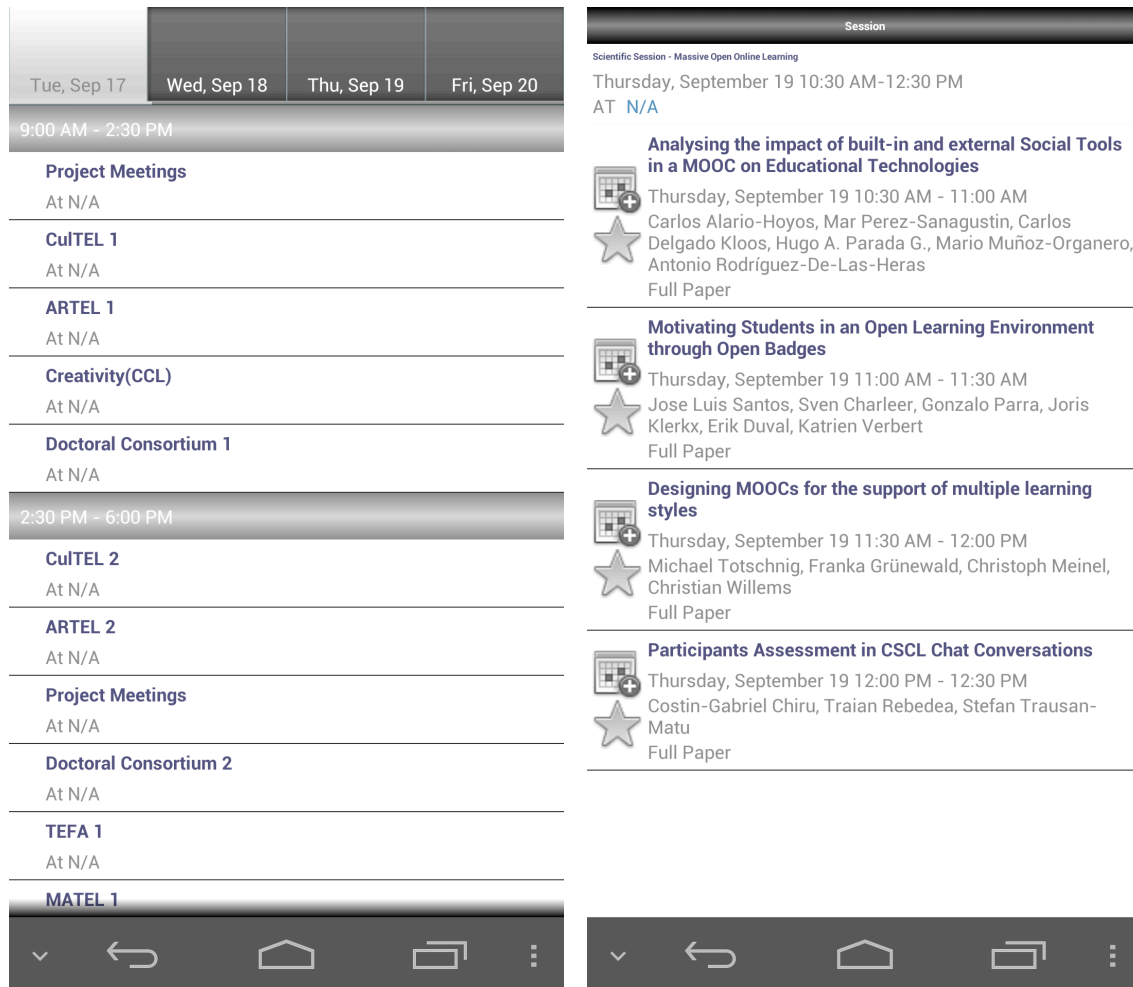 Tue, Sep 17
Wed, Sep 18
Thu, Sep 19
Fri, Sep 20
9:00 AM - 2:30 PM
Project Meetings
At N/A
CulTEL 1
At N/A
ARTEL 1
At N/A
Creativity(CCL)
At N/A
Doctoral Consortium 1
At N/A
2:30 PM - 6:00 PM
CulTEL 2
At N/A
ARTEL 2
At N/A
Project Meetings
At N/A
Doctoral Consortium 2
At N/A
TEFA 1
At N/A
MATEL 1
Session
Scientific Session - Massive Open Online Learning
Thursday, September 19 10:30 AM-12:30 PM
AT N/A
Analysing the impact of built-in and external Social Tools
in a MOOC on Educational Technologies
Thursday, September 19 10:30 AM - 11:00 AM
Carlos Alario-Hoyos, Mar Perez-Sanagustin, Carlos
Delgado Kloos, Hugo A. Parada G., Mario Muñoz-Organero,
Antonio Rodríguez-De-Las-Heras
Full Paper
Motivating Students in an Open Learning Environment
through Open Badges
Thursday, September 19 11:00 AM - 11:30 AM
Jose Luis Santos, Sven Charleer, Gonzalo Parra, Joris
Klerkx, Erik Duval, Katrien Verbert
Full Paper
Designing MOOCs for the support of multiple learning
styles
Thursday, September 19 11:30 AM - 12:00 PM
Michael Totschnig, Franka Grünewald, Christoph Meinel,
Christian Willems
Full Paper
Participants Assessment in CSCL Chat Conversations
Thursday, September 19 12:00 PM - 12:30 PM
Costin-Gabriel Chiru, Traian Rebedea, Stefan Trausan-
Matu
Full Paper